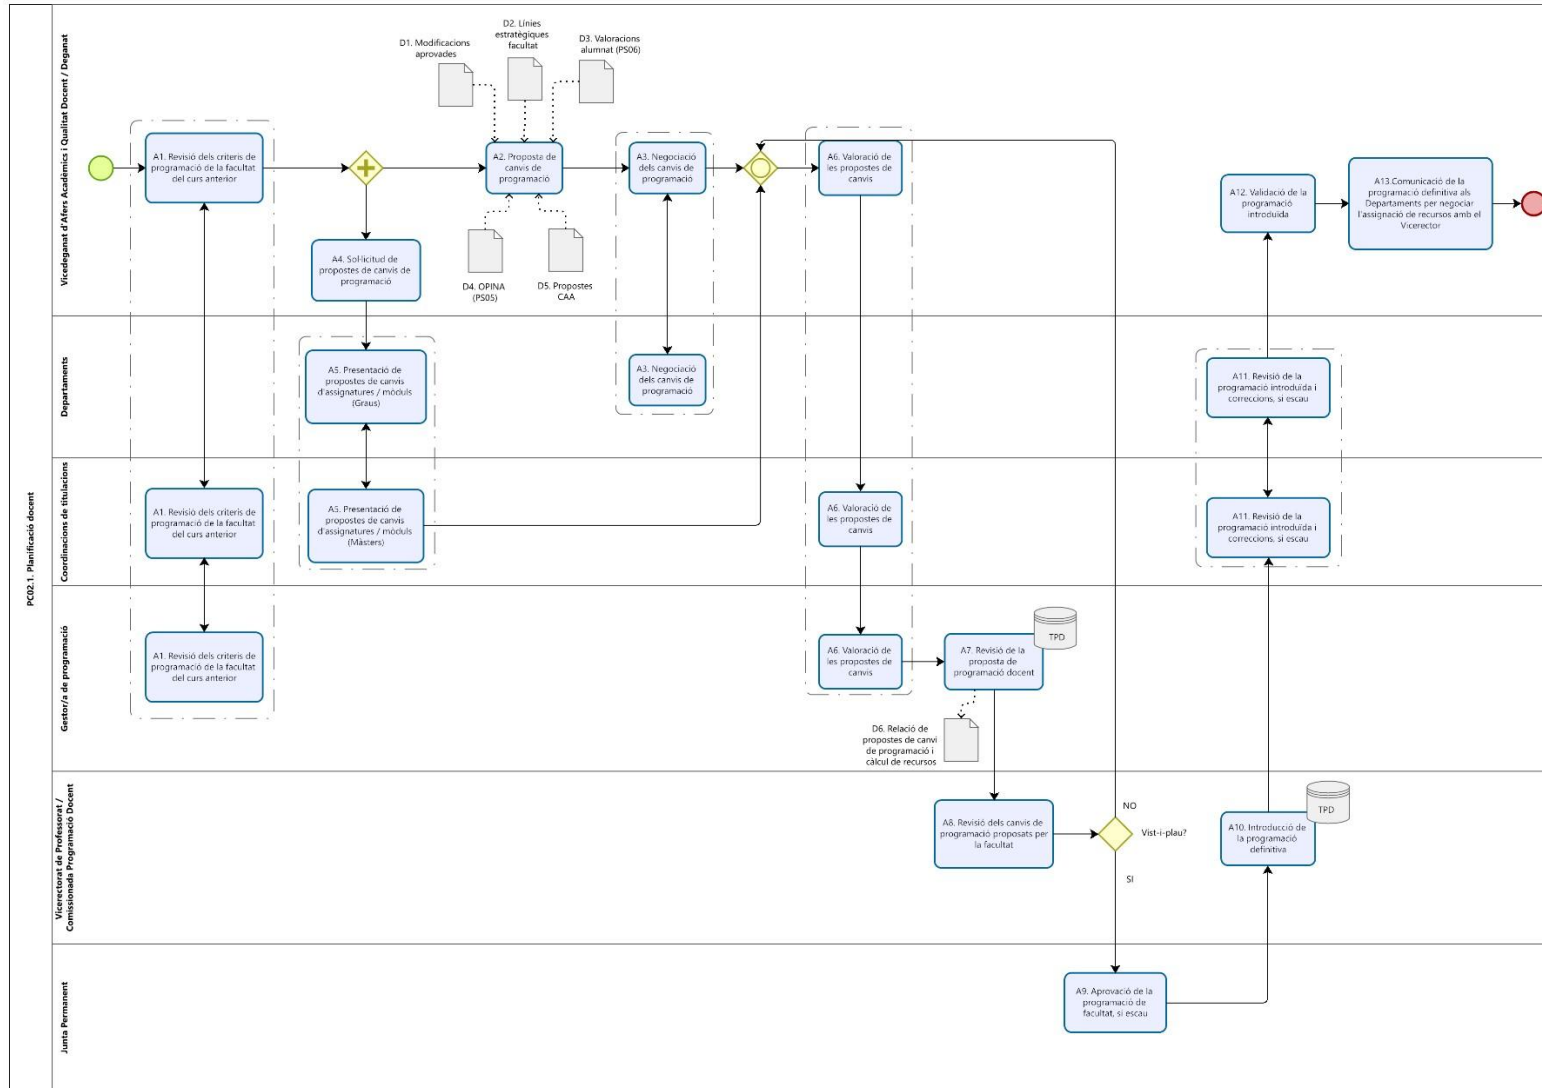 PC02.1. Planificació docent
Vicedeganat d'Afers Acadèmics i Qualitat Docent / Deganat
D1. Modificacions
aprovades
D2. Línies
estratègiques
facultat
D3. Valoracions
alumnat (PS06)
A1. Revisió dels criteris de
programació de la facultat
del curs anterior
A2. Proposta de
canvis de
programació
A3. Negociació
dels canvis de
programació
A6. Valoració de
les propostes de
canvis
A12. Validació de la
programació
introduïda
A13.Comunicació de la
programació definitiva als
Departaments per negociar
l'assignació de recursos amb el
Vicerector
A4. Sol·licitud de
propostes de canvis de
programació
D4. OPINA
(PS05)
D5. Propostes
CAA
Departaments
A5. Presentació de
propostes de canvis
d'assignatures / mòduls
(Graus)
A3. Negociació
dels canvis de
programació
A11. Revisió de la
programació introduïda i
correccions, si escau
Coordinacions de titulacions
A1. Revisió dels criteris de
programació de la facultat
del curs anterior
A5. Presentació de
propostes de canvis
d'assignatures / mòduls
(Màsters)
A6. Valoració de
les propostes de
canvis
A11. Revisió de la
programació introduïda i
correccions, si escau
Gestor/a de programació
A1. Revisió dels criteris de
programació de la facultat
del curs anterior
A6. Valoració de
les propostes de
canvis
A7. Revisió de la
proposta de
programació docent
TPD
D6. Relació de
propostes de canvi
de programació i
càlcul de recursos
Vicerectorat de Professorat /
Comissionada Programació Docent
A8. Revisió dels canvis de
programació proposats per
la facultat
NO
Vist-i-plau?
SI
A10. Introducció de
la programació
definitiva
TPD
Junta Permanent
A9. Aprovació de la
programació de
facultat, si escau